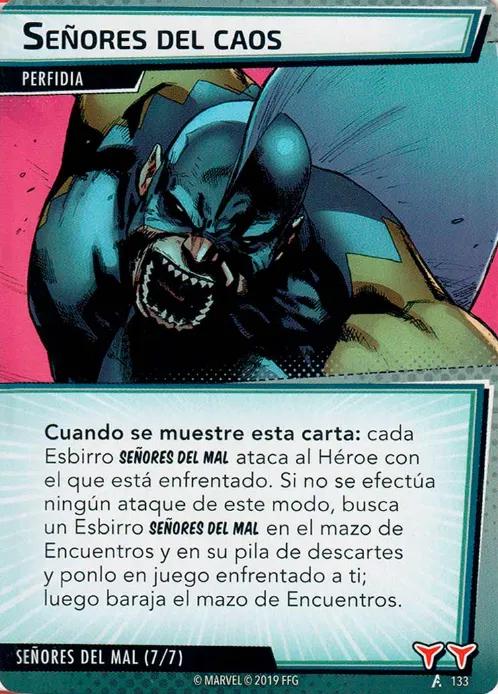 SEÑORES DEL CAOS
PERFIDIA
Cuando se muestre esta carta: cada
Esbirro SEÑORES DEL MAL ataca al Héroe con
el que está enfrentado. Si no se efectúa
ningún ataque de este modo, busca
un Esbirro SEÑORES DEL MAL en el mazo de
Encuentros y en su pila de descartes
y ponlo en juego enfrentado a ti;
luego baraja el mazo de Encuentros.
SEÑORES DEL MAL (7/7)
© MARVEL © 2019 FFG
133